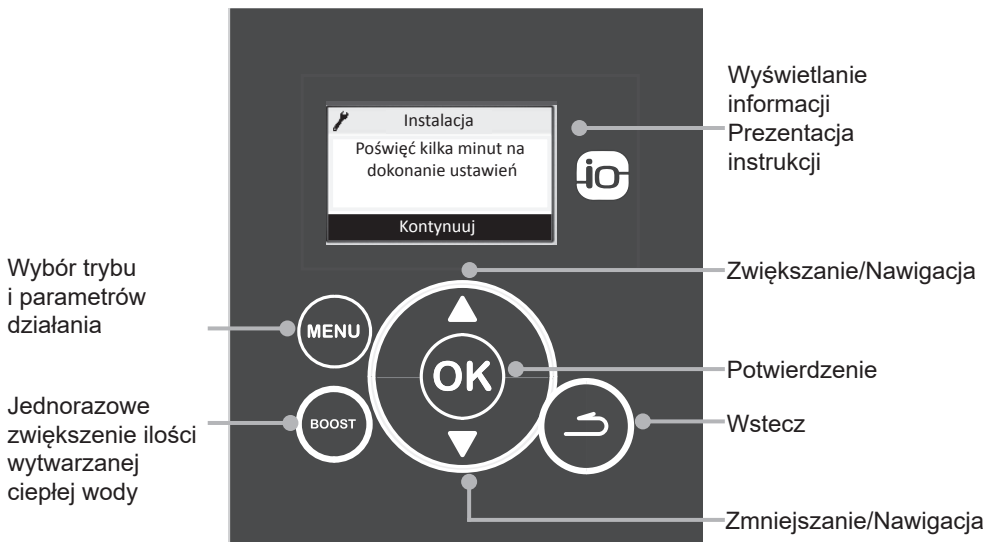 Instalacja
Poświęć kilka minut na
dokonanie ustawień
Kontynuuj
io
Wyświetlanie
informacji
Prezentacja
instrukcji
Zwiększanie/Nawigacja
Wybór trybu
i parametrów
działania
MENU
OK
Potwierdzenie
Jednorazowe
zwiększenie ilości
wytwarzanej
ciepłej wody
BOOST
Wstecz
Zmniejszanie/Nawigacja